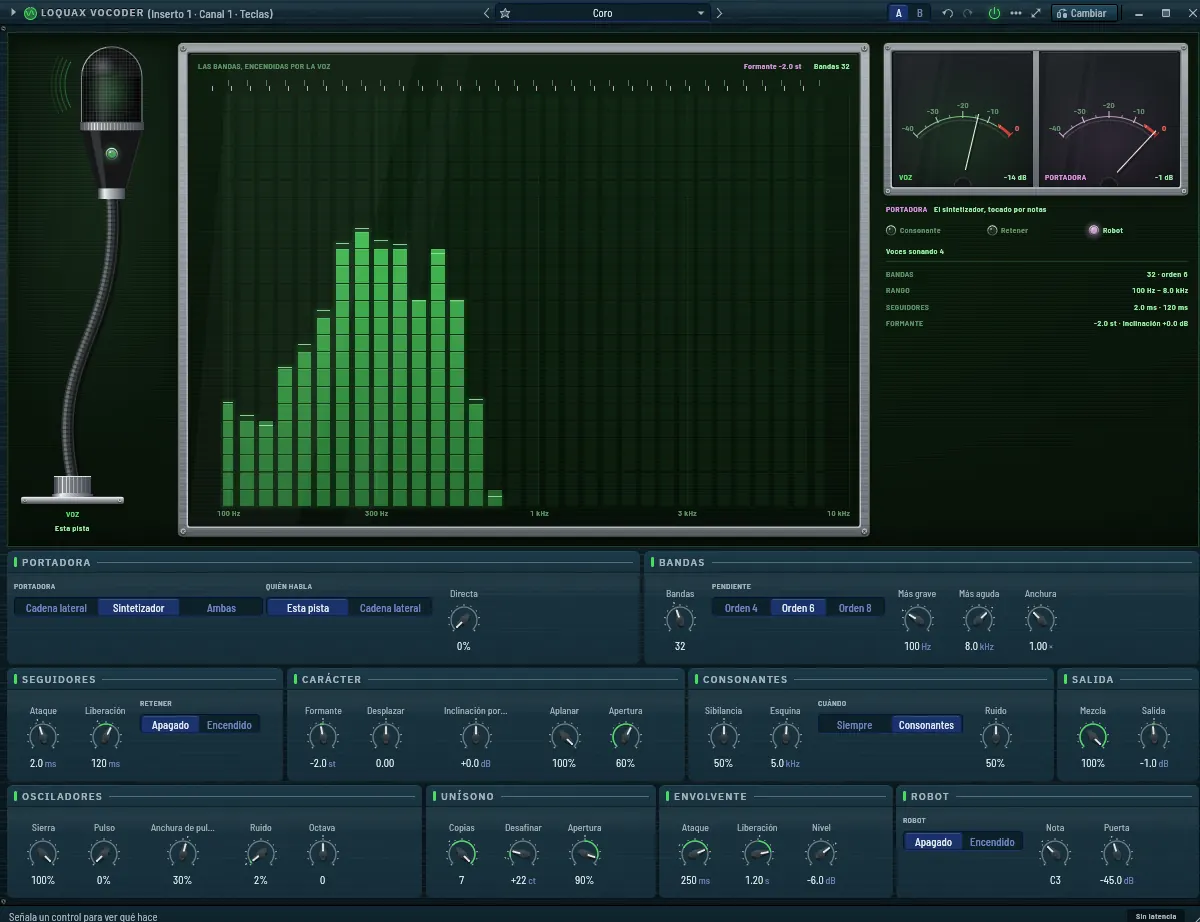 LOQUAX VOCODER (Inserto 1 · Canal 1 · Teclas)
Coro
A B
Cambiar
LAS BANDAS, ENCENDIDAS POR LA VOZ
Formante -2.0 st Bandas 32
100 Hz 300 Hz 1 kHz 3 kHz 10 kHz
VOZ
Esta pista
-40 -30 -20 -10 0
VOZ -14 dB
-40 -30 -20 -10 0
PORTADORA -1 dB
PORTADORA El sintetizador, tocado por notas
Consonante Retener Robot
Voces sonando 4
BANDAS 32 · orden 6
RANGO 100 Hz – 8.0 kHz
SEGUIDORES 2.0 ms · 120 ms
FORMANTE -2.0 st · Inclinación +0.0 dB
PORTADORA
PORTADORA
Cadena lateral Sintetizador Ambas
QUIÉN HABLA
Esta pista Cadena lateral
Directa
0%
BANDAS
Bandas
32
PENDIENTE
Orden 4 Orden 6 Orden 8
Más grave Más aguda Anchura
100 Hz 8.0 kHz 1.00 ×
SEGUIDORES
Ataque Liberación
2.0 ms 120 ms
RETENER
Apagado Encendido
CARÁCTER
Formante Desplazar Inclinación por... Aplanar Apertura
-2.0 st 0.00 +0.0 dB 100% 60%
CONSONANTES
Sibilancia Esquina
50% 5.0 kHz
CUÁNDO
Siempre Consonantes
Ruido
50%
SALIDA
Mezcla Salida
100% -1.0 dB
OSCILADORES
Sierra Pulso Anchura de pul... Ruido Octava
100% 0% 30% 2% 0
UNÍSONO
Copias Desafinar Apertura
7 +22 ct 90%
ENVOLVENTE
Ataque Liberación Nivel
250 ms 1.20 s -6.0 dB
ROBOT
ROBOT
Apagado Encendido
Nota Puerta
C3 -45.0 dB
Señala un control para ver qué hace
Sin latencia